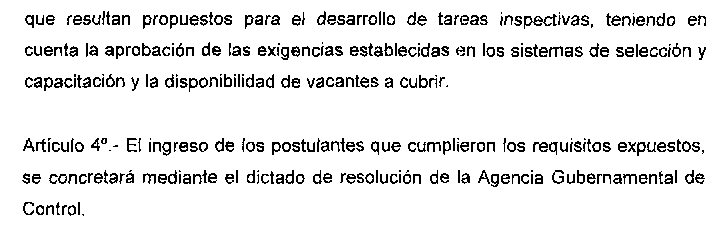 que resultan propuestos para el desarrollo de tareas inspectivas, teniendo en
cuenta la aprobación de las exigencias establecidas en los sistemas de selección y
capacitación y la disponibilidad de vacantes a cubrir.
Artículo 4º.- El ingreso de los postulantes que cumplieron los requisitos expuestos,
se concretará mediante el dictado de resolución de la Agencia Gubernamental de
Control.